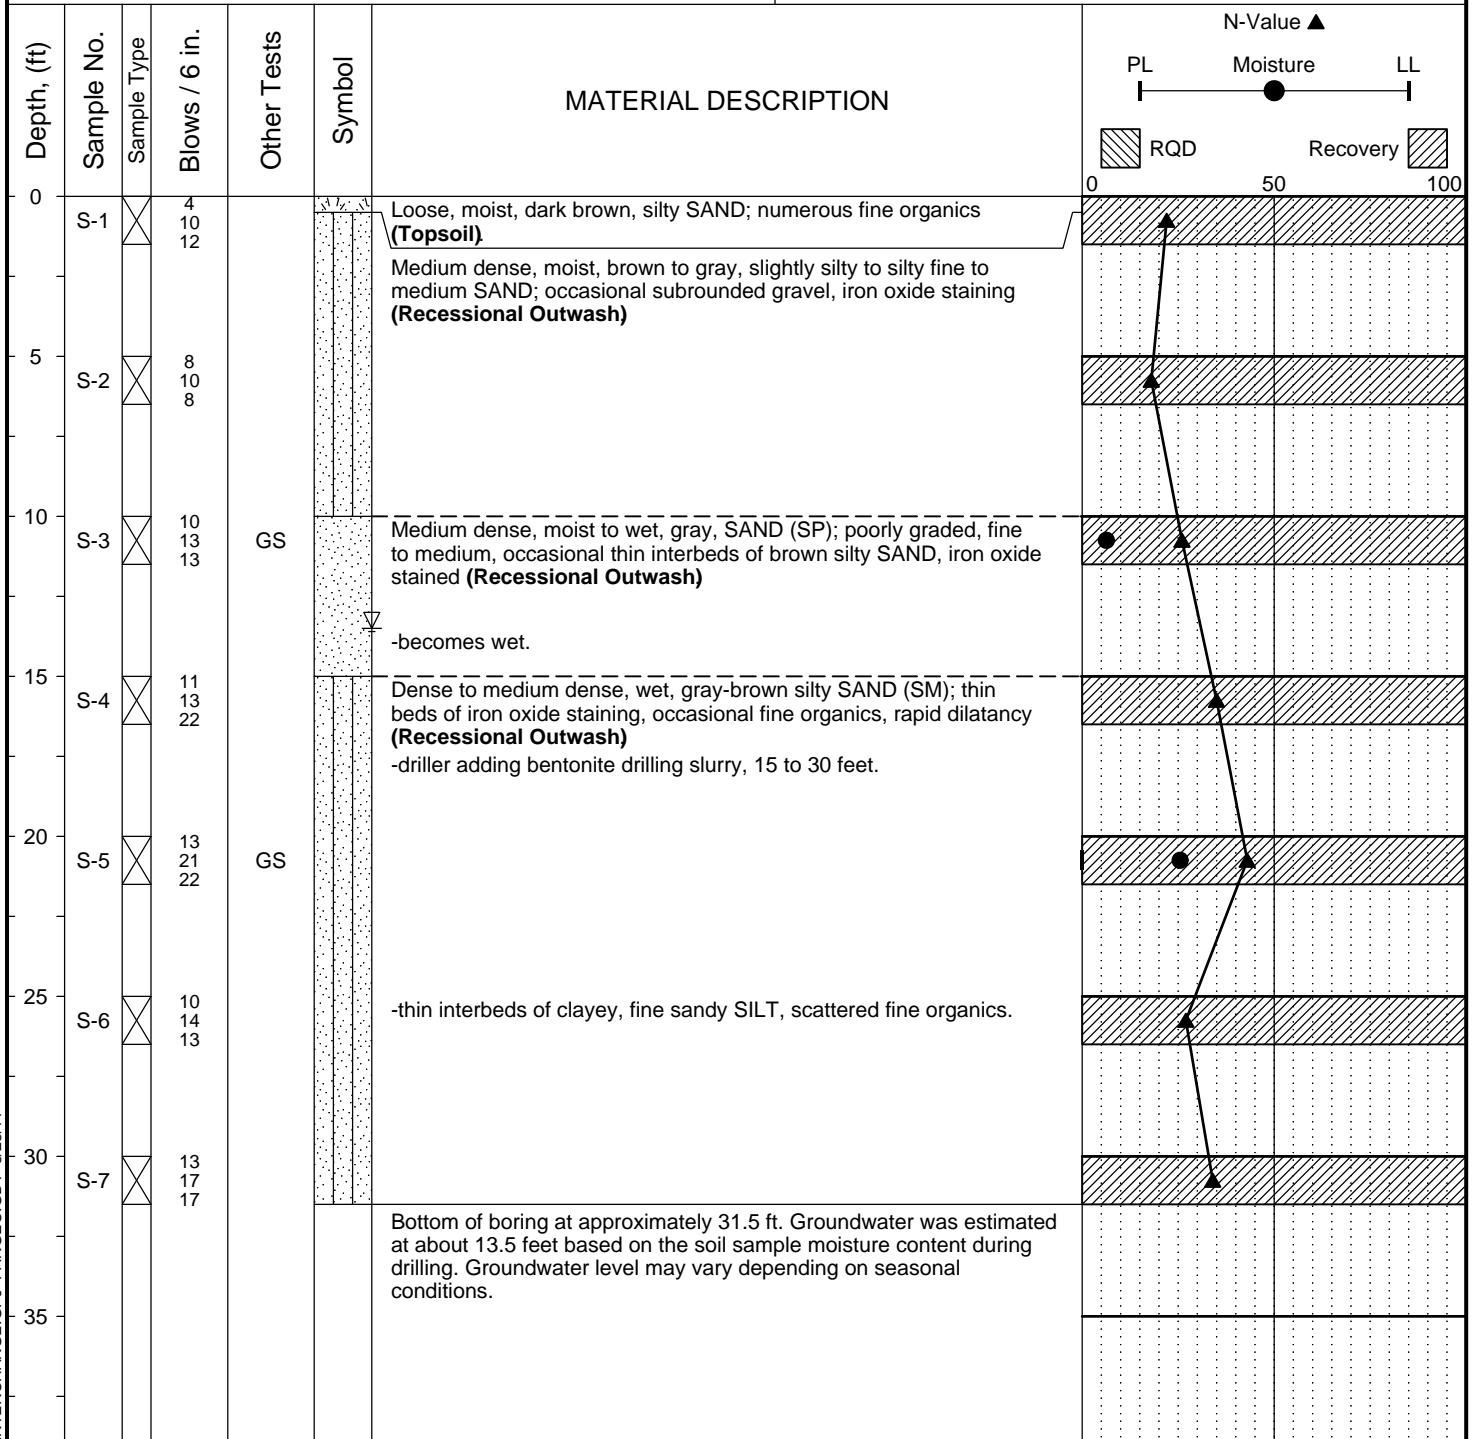 Depth, (ft)
Sample No.
Sample Type
Blows / 6 in.
Other Tests
Symbol
MATERIAL DESCRIPTION
N-Value
PL Moisture LL
RQD Recovery
0 50 100
0
S-1
4
10
12
Loose, moist, dark brown, silty SAND; numerous fine organics
(Topsoil).
Medium dense, moist, brown to gray, slightly silty to silty fine to
medium SAND; occasional subrounded gravel, iron oxide staining
(Recessional Outwash)
5
S-2
8
10
8
10
S-3
10
13
13
GS
Medium dense, moist to wet, gray, SAND (SP); poorly graded, fine
to medium, occasional thin interbeds of brown silty SAND, iron oxide
stained (Recessional Outwash)
-becomes wet.
15
S-4
11
13
22
Dense to medium dense, wet, gray-brown silty SAND (SM); thin
beds of iron oxide staining, occasional fine organics, rapid dilatancy
(Recessional Outwash)
-driller adding bentonite drilling slurry, 15 to 30 feet.
20
S-5
13
21
22
GS
25
S-6
10
14
13
-thin interbeds of clayey, fine sandy SILT, scattered fine organics.
30
S-7
13
17
17
Bottom of boring at approximately 31.5 ft. Groundwater was estimated
at about 13.5 feet based on the soil sample moisture content during
drilling. Groundwater level may vary depending on seasonal
conditions.
35